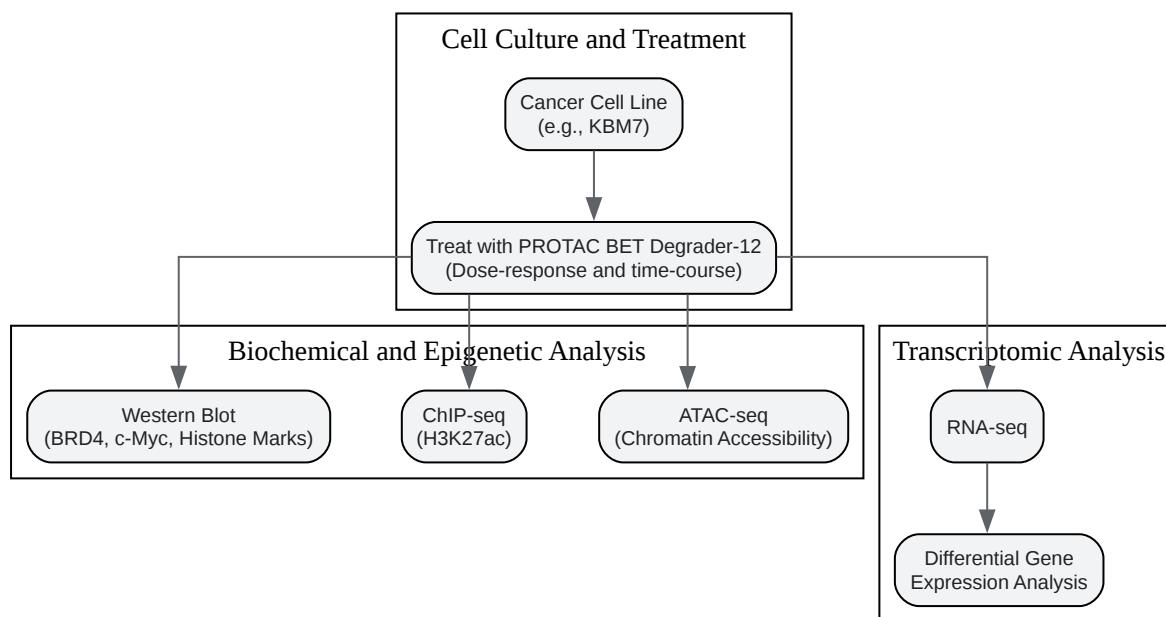 Cell Culture and Treatment
Cancer Cell Line
(e.g., KBM7)
Treat with PROTAC BET Degrader-12
(Dose-response and time-course)
Biochemical and Epigenetic Analysis
Western Blot
(BRD4, c-Myc, Histone Marks)
ChIP-seq
(H3K27ac)
ATAC-seq
(Chromatin Accessibility)
Transcriptomic Analysis
RNA-seq
Differential Gene
Expression Analysis